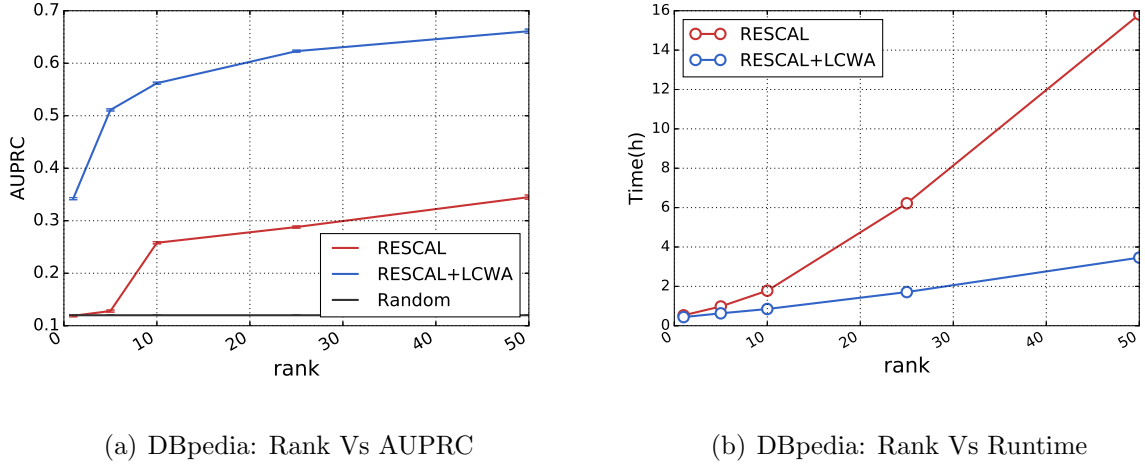 0.7
0.6
0.5
0.4
0.3
0.2
0.1
AUPRC
0
10
20
30
40
50
rank
RESCAL
RESCAL+LCWA
Random
(a) DBpedia: Rank Vs AUPRC
16
14
12
10
8
6
4
2
0
Time(h)
0
10
20
30
40
50
rank
RESCAL
RESCAL+LCWA
(b) DBpedia: Rank Vs Runtime